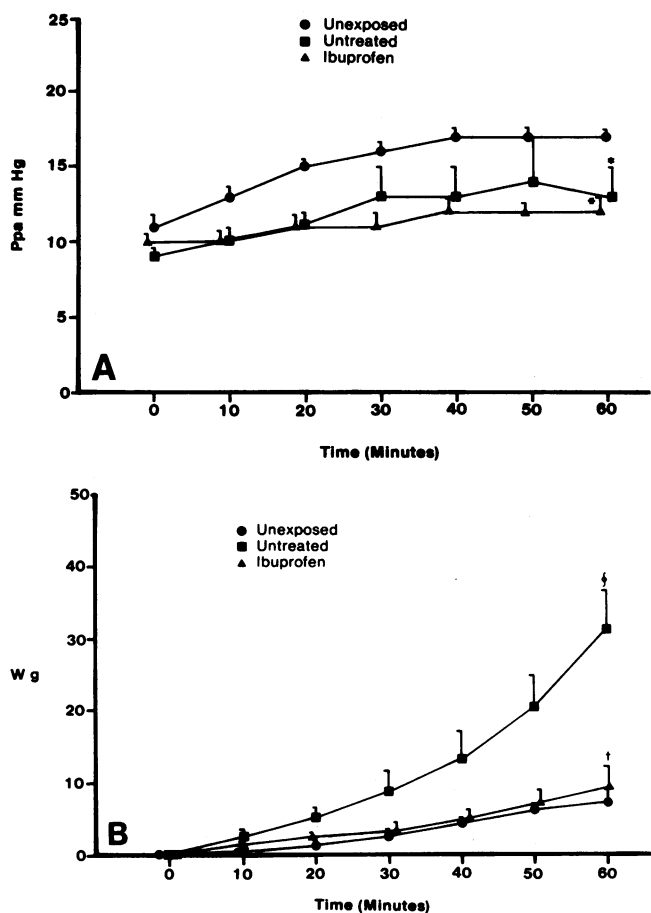 Unexposed
Untreated
Ibuprofen
25
20
15
10
5
0
Ppa mm Hg
*
*
A
0 10 20 30 40 50 60
Time (Minutes)
50
40
30
20
10
0
W g
Unexposed
Untreated
Ibuprofen
†
B
0 10 20 30 40 50 60
Time (Minutes)